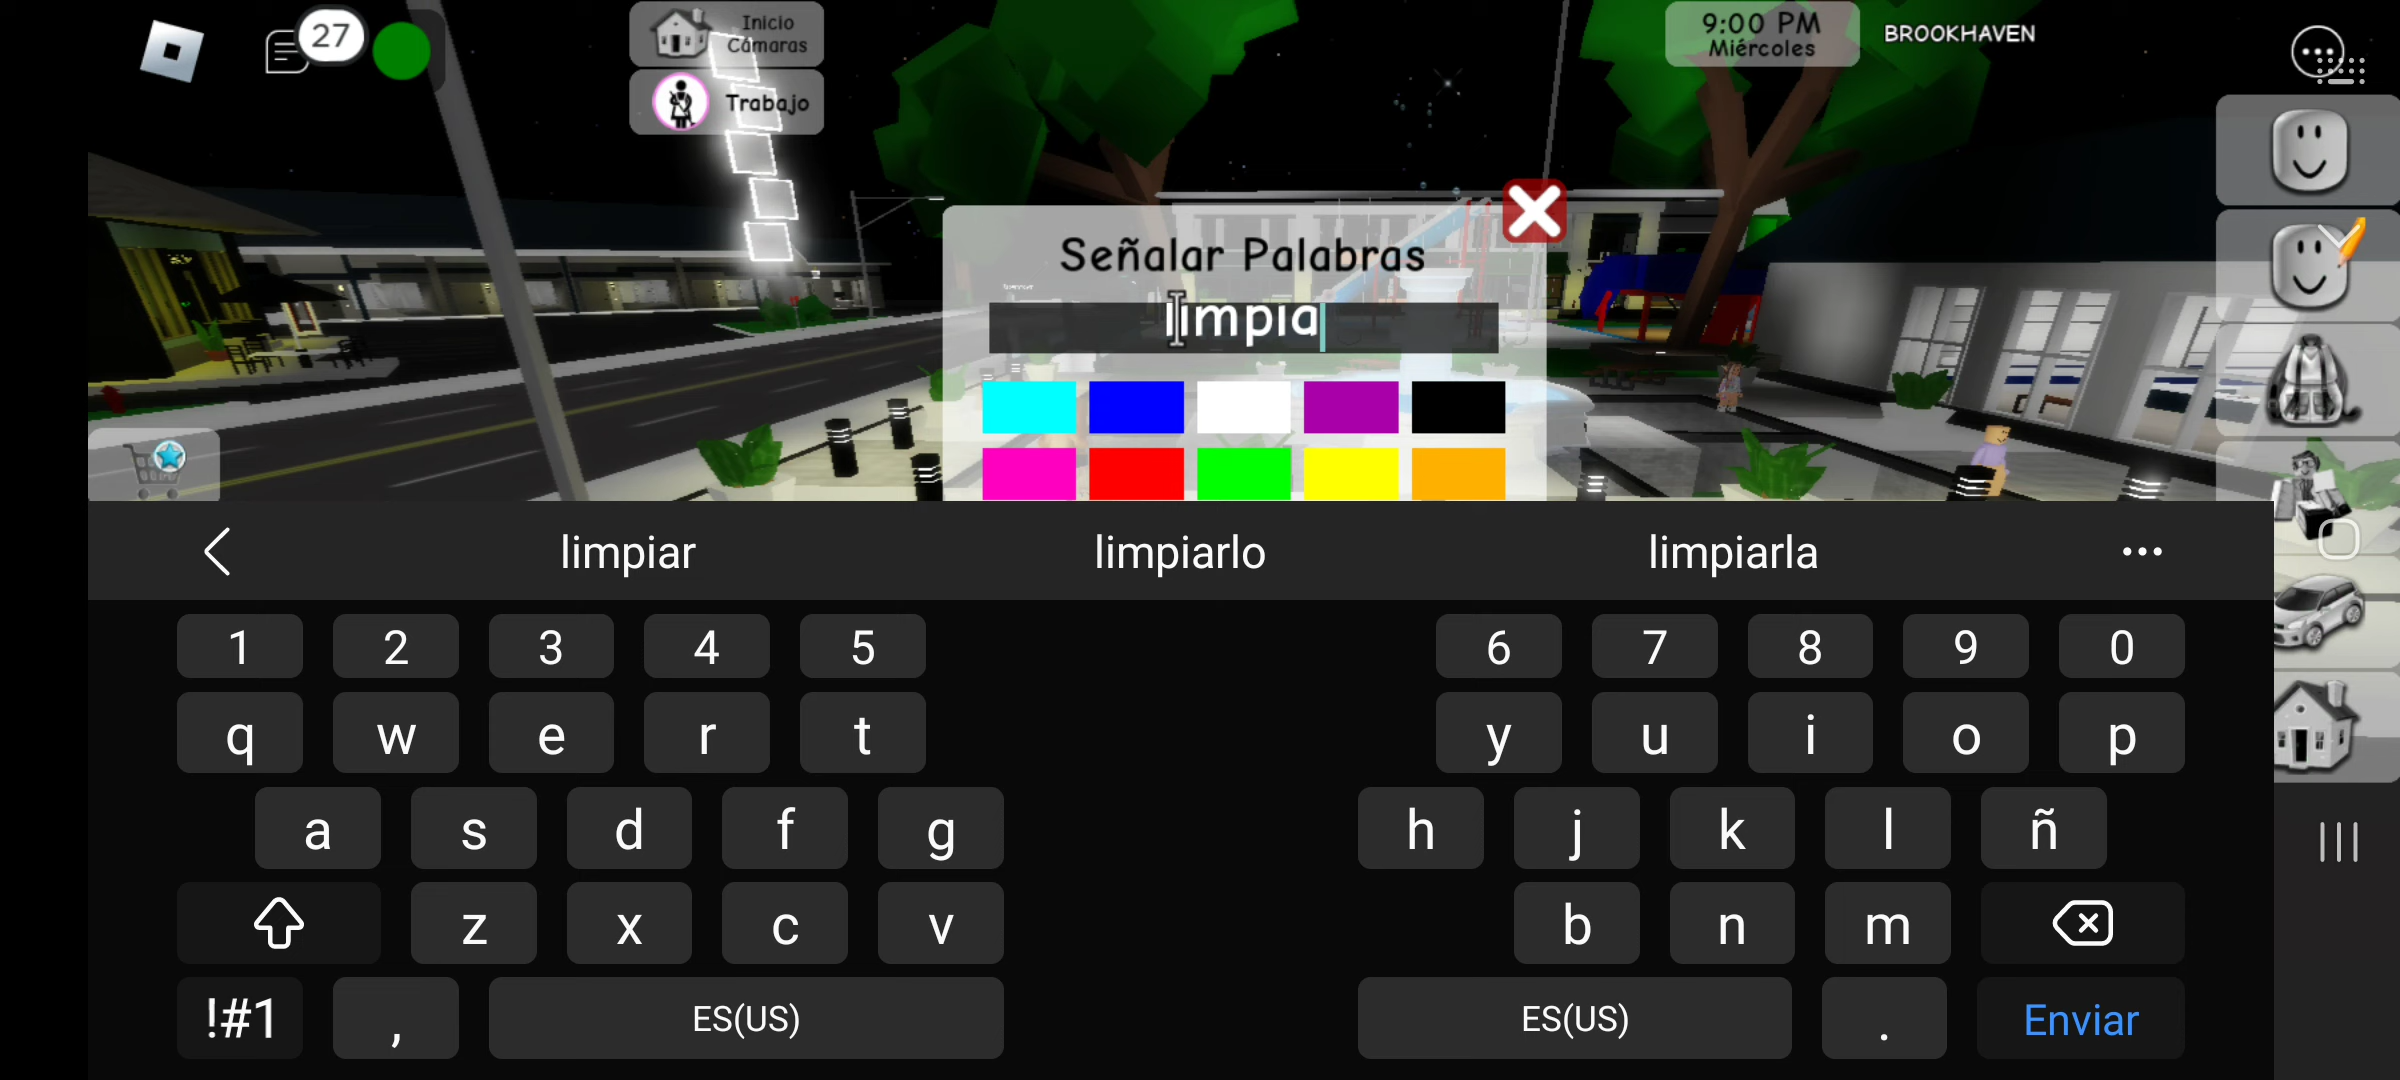 27
Inicio
Cámaras
Trabajo
9:00 PM
Miércoles
BROOKHAVEN
Señalar Palabras
limpia
limpiar limpiarlo limpiarla
1 2 3 4 5 6 7 8 9 0
q w e r t y u i o p
a s d f g h j k l ñ
z x c v b n m
!#1 , ES(US) ES(US) . Enviar